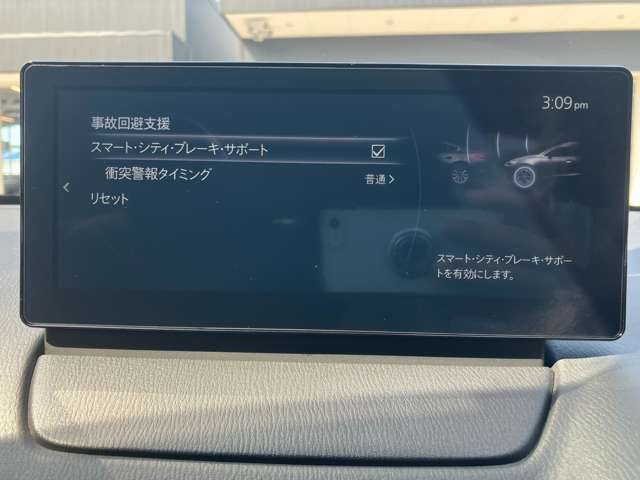 3:09 pm
事故回避支援
スマート・シティ・ブレーキ・サポート
衝突警報タイミング
普通
リセット
スマート・シティ・ブレーキ・サポー
トを有効にします。